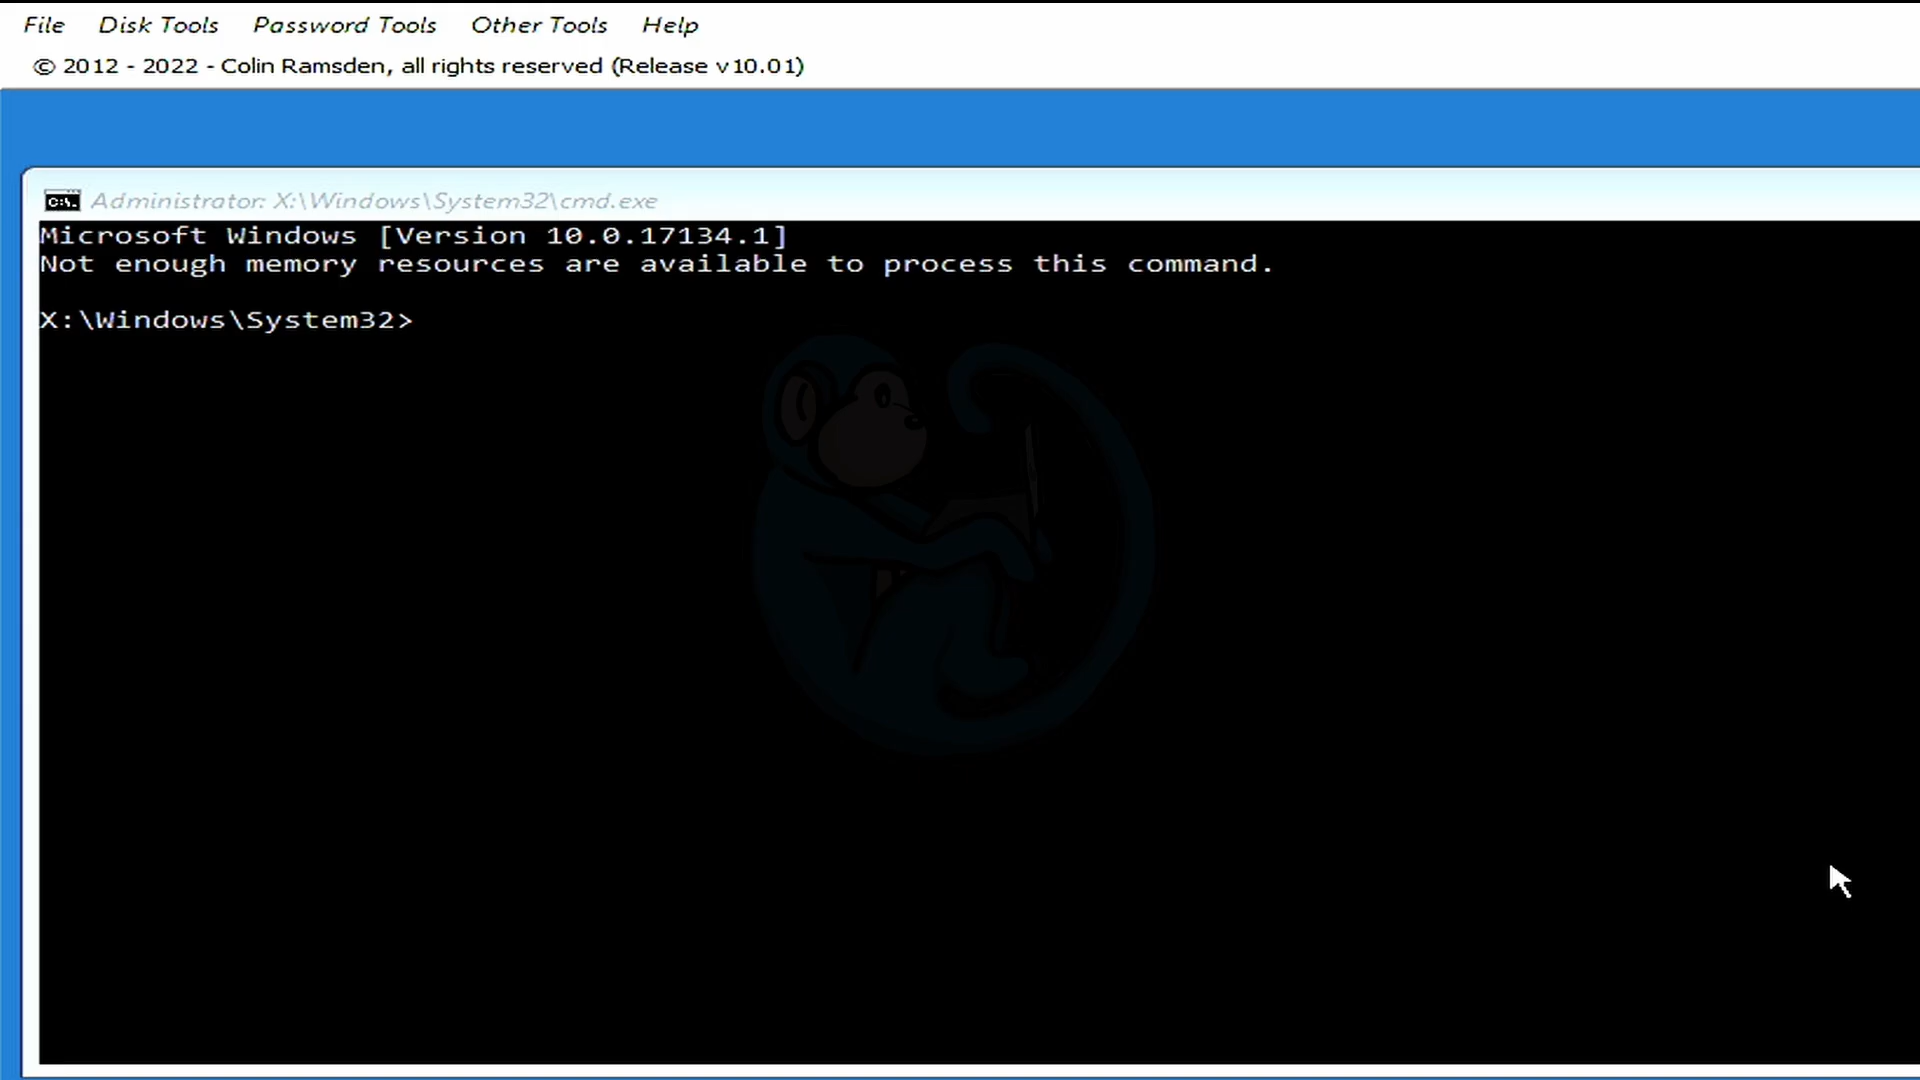 File Disk Tools Password Tools Other Tools Help
© 2012 - 2022 - Colin Ramsden, all rights reserved (Release v10.01)
C:\. Administrator: X:\Windows\System32\cmd.exe
Microsoft Windows [Version 10.0.17134.1]
Not enough memory resources are available to process this command.
X:\Windows\System32>